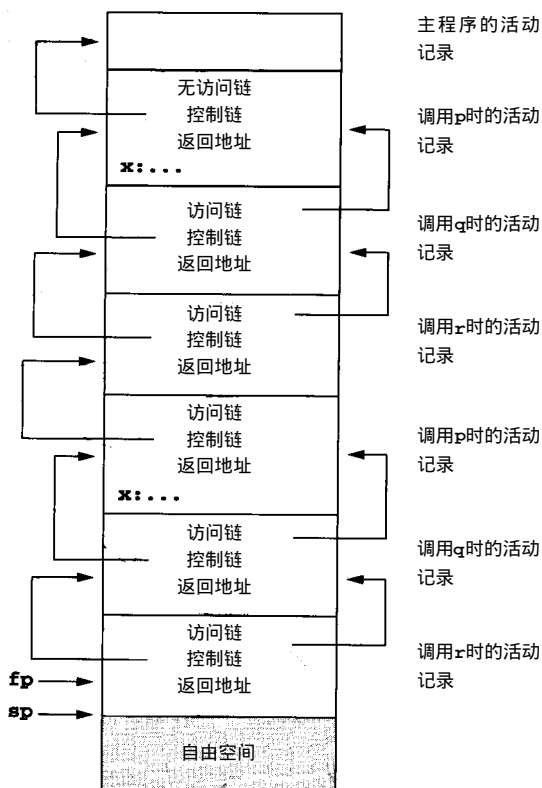 主程序的活动
记录
无访问链
控制链
返回地址
x:...
调用p时的活动
记录
访问链
控制链
返回地址
调用q时的活动
记录
访问链
控制链
返回地址
调用r时的活动
记录
访问链
控制链
返回地址
x:...
调用p时的活动
记录
访问链
控制链
返回地址
调用q时的活动
记录
访问链
控制链
返回地址
调用r时的活动
记录
fp
sp
自由空间